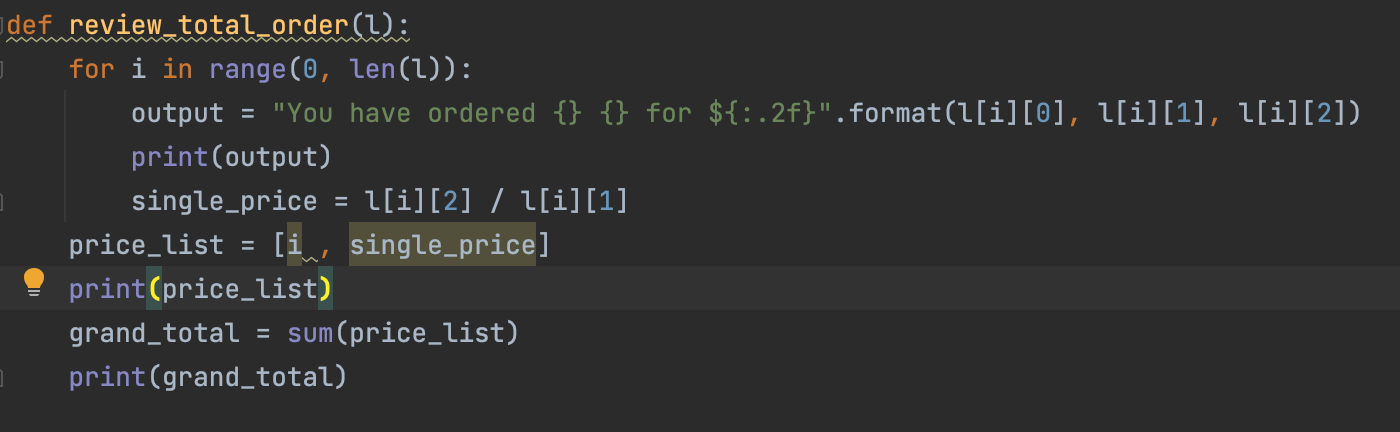 def review_total_order(l):
    for i in range(0, len(l)):
        output = "You have ordered {} {} for ${:.2f}".format(l[i][0], l[i][1], l[i][2])
        print(output)
        single_price = l[i][2] / l[i][1]
    price_list = [i , single_price]
    print(price_list)
    grand_total = sum(price_list)
    print(grand_total)